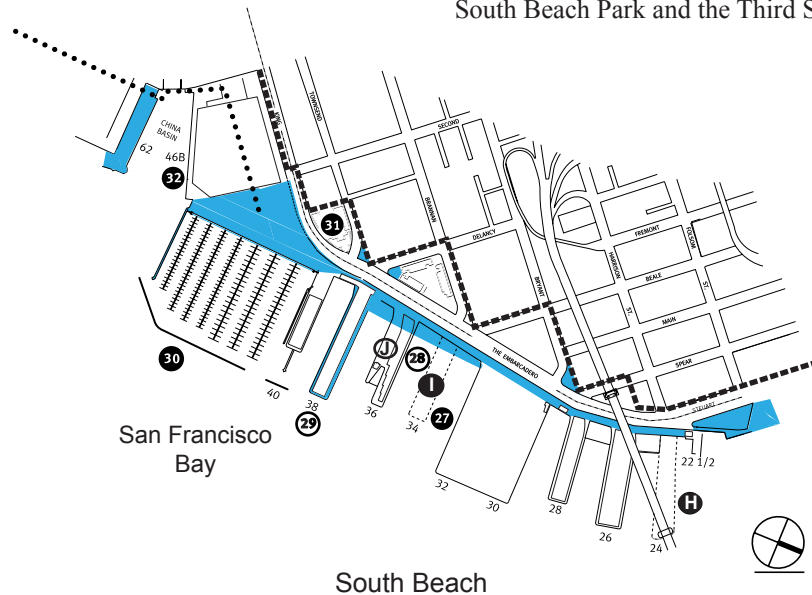 South Beach Park and the Third S
TOWNSEND
KING
SECOND
CHINA
BASIN
62
46B
32
31
BRANNAN
DELANCY
FREMONT
FOLSOM
ST.
HARRISON
ST.
BEALE
BRYANT
MAIN
THE EMBARCADERO
SPEAR
STEUART
30
40
38
29
36
J
28
I
27
34
32
30
28
26
24
H
22 1/2
San Francisco
Bay
South Beach